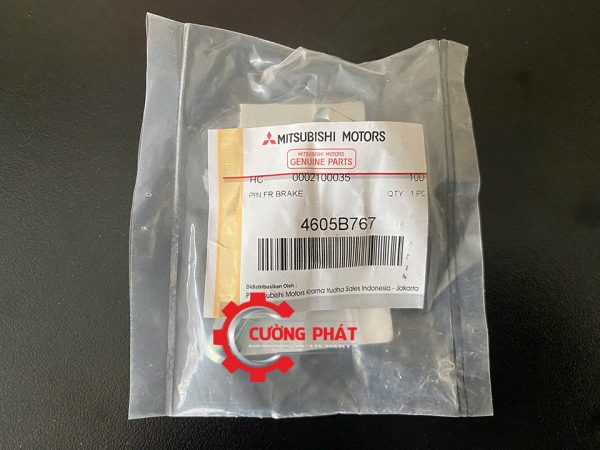 MITSUBISHI MOTORS
MITSUBISHI MOTORS
GENUINE PARTS
HC 0002100035 10D
PIN FR BRAKE QTY 1 PC
4605B767
Didistribusikan Oleh :
Mitsubishi Motors Krama Yudha Sales Indonesia - Jakarta
CƯỜNG PHÁT